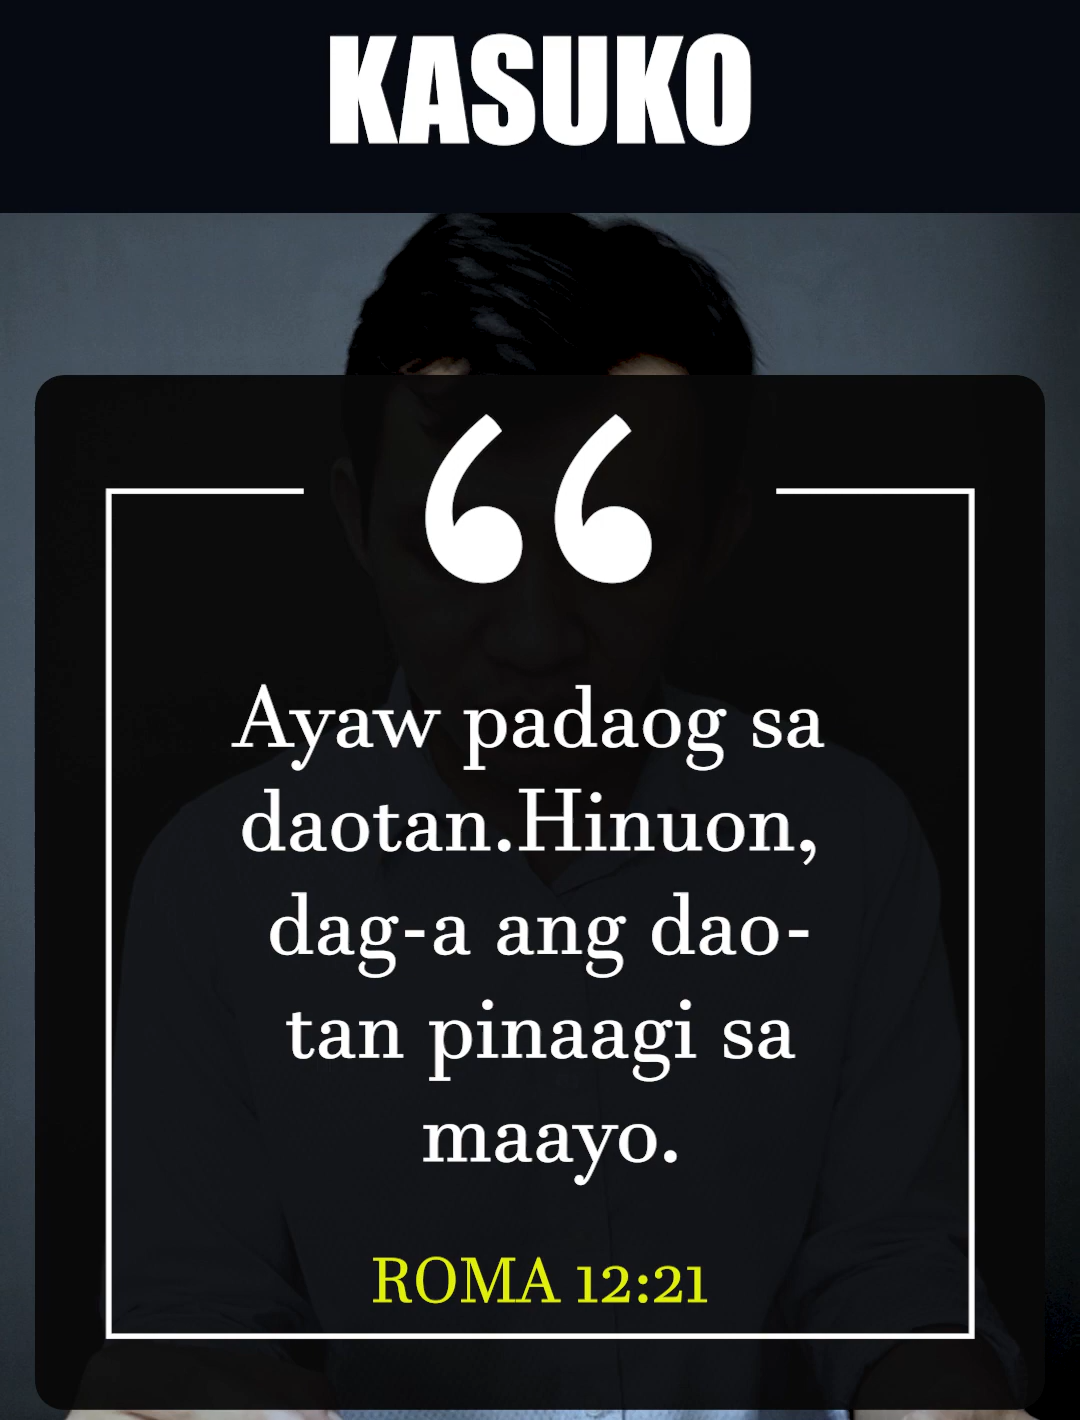 KASUKO
“
Ayaw padaog sa
daotan.Hinuon,
dag-a ang dao-
tan pinaagi sa
maayo.
ROMA 12:21